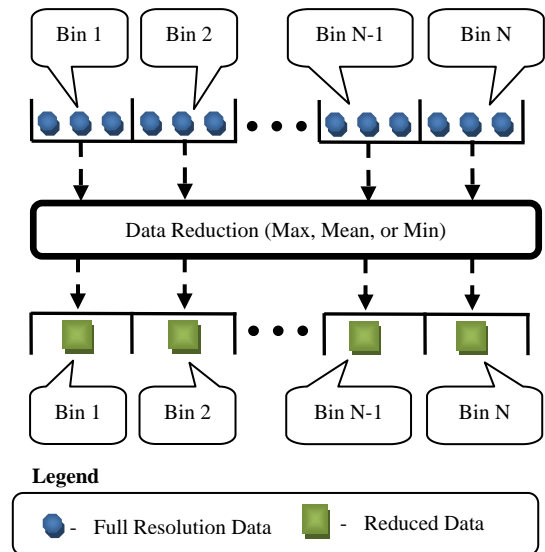 Bin 1
Bin 2
Bin N-1
Bin N
Data Reduction (Max, Mean, or Min)
Bin 1
Bin 2
Bin N-1
Bin N
Legend
- Full Resolution Data
- Reduced Data